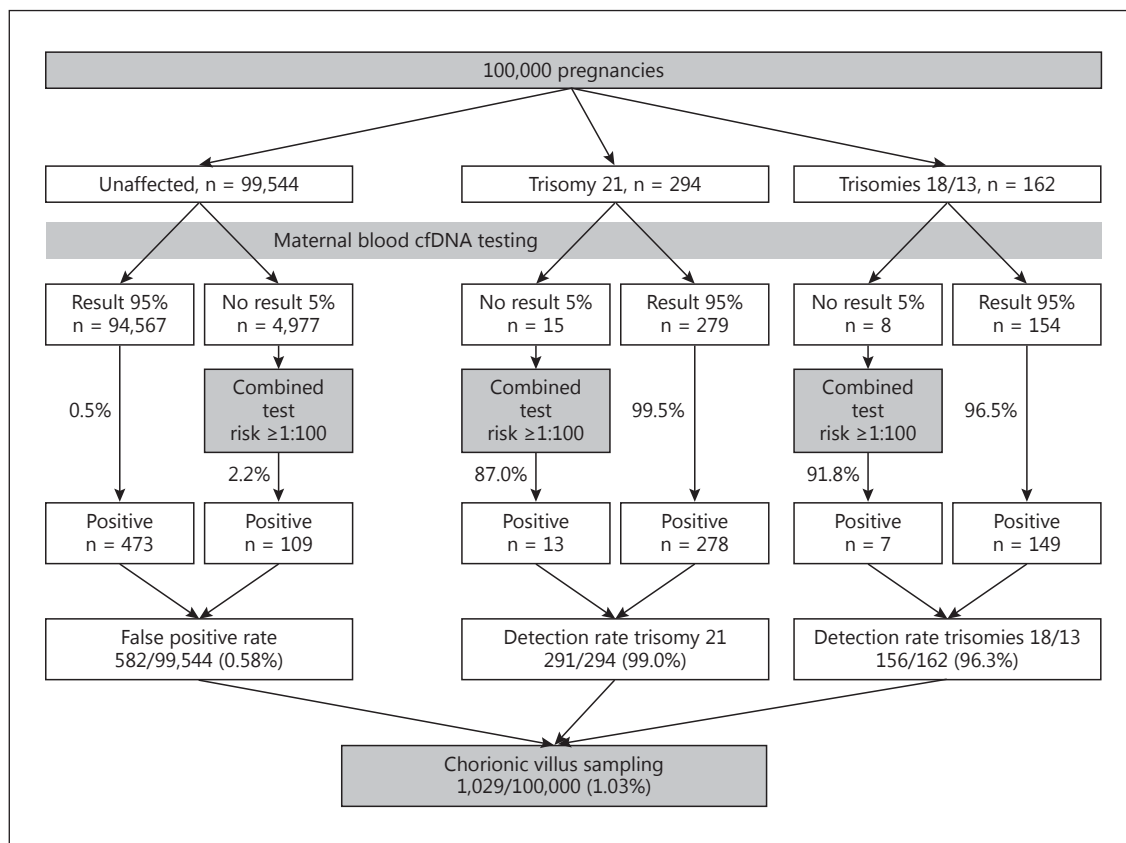 100,000 pregnancies
Unaffected, n = 99,544
Trisomy 21, n = 294
Trisomies 18/13, n = 162
Maternal blood cfDNA testing
Result 95%
n = 94,567
No result 5%
n = 4,977
No result 5%
n = 15
Result 95%
n = 279
No result 5%
n = 8
Result 95%
n = 154
0.5%
Combined
test
risk ≥1:100
Combined
test
risk ≥1:100
99.5%
Combined
test
risk ≥1:100
96.5%
2.2%
87.0%
91.8%
Positive
n = 473
Positive
n = 109
Positive
n = 13
Positive
n = 278
Positive
n = 7
Positive
n = 149
False positive rate
582/99,544 (0.58%)
Detection rate trisomy 21
291/294 (99.0%)
Detection rate trisomies 18/13
156/162 (96.3%)
Chorionic villus sampling
1,029/100,000 (1.03%)